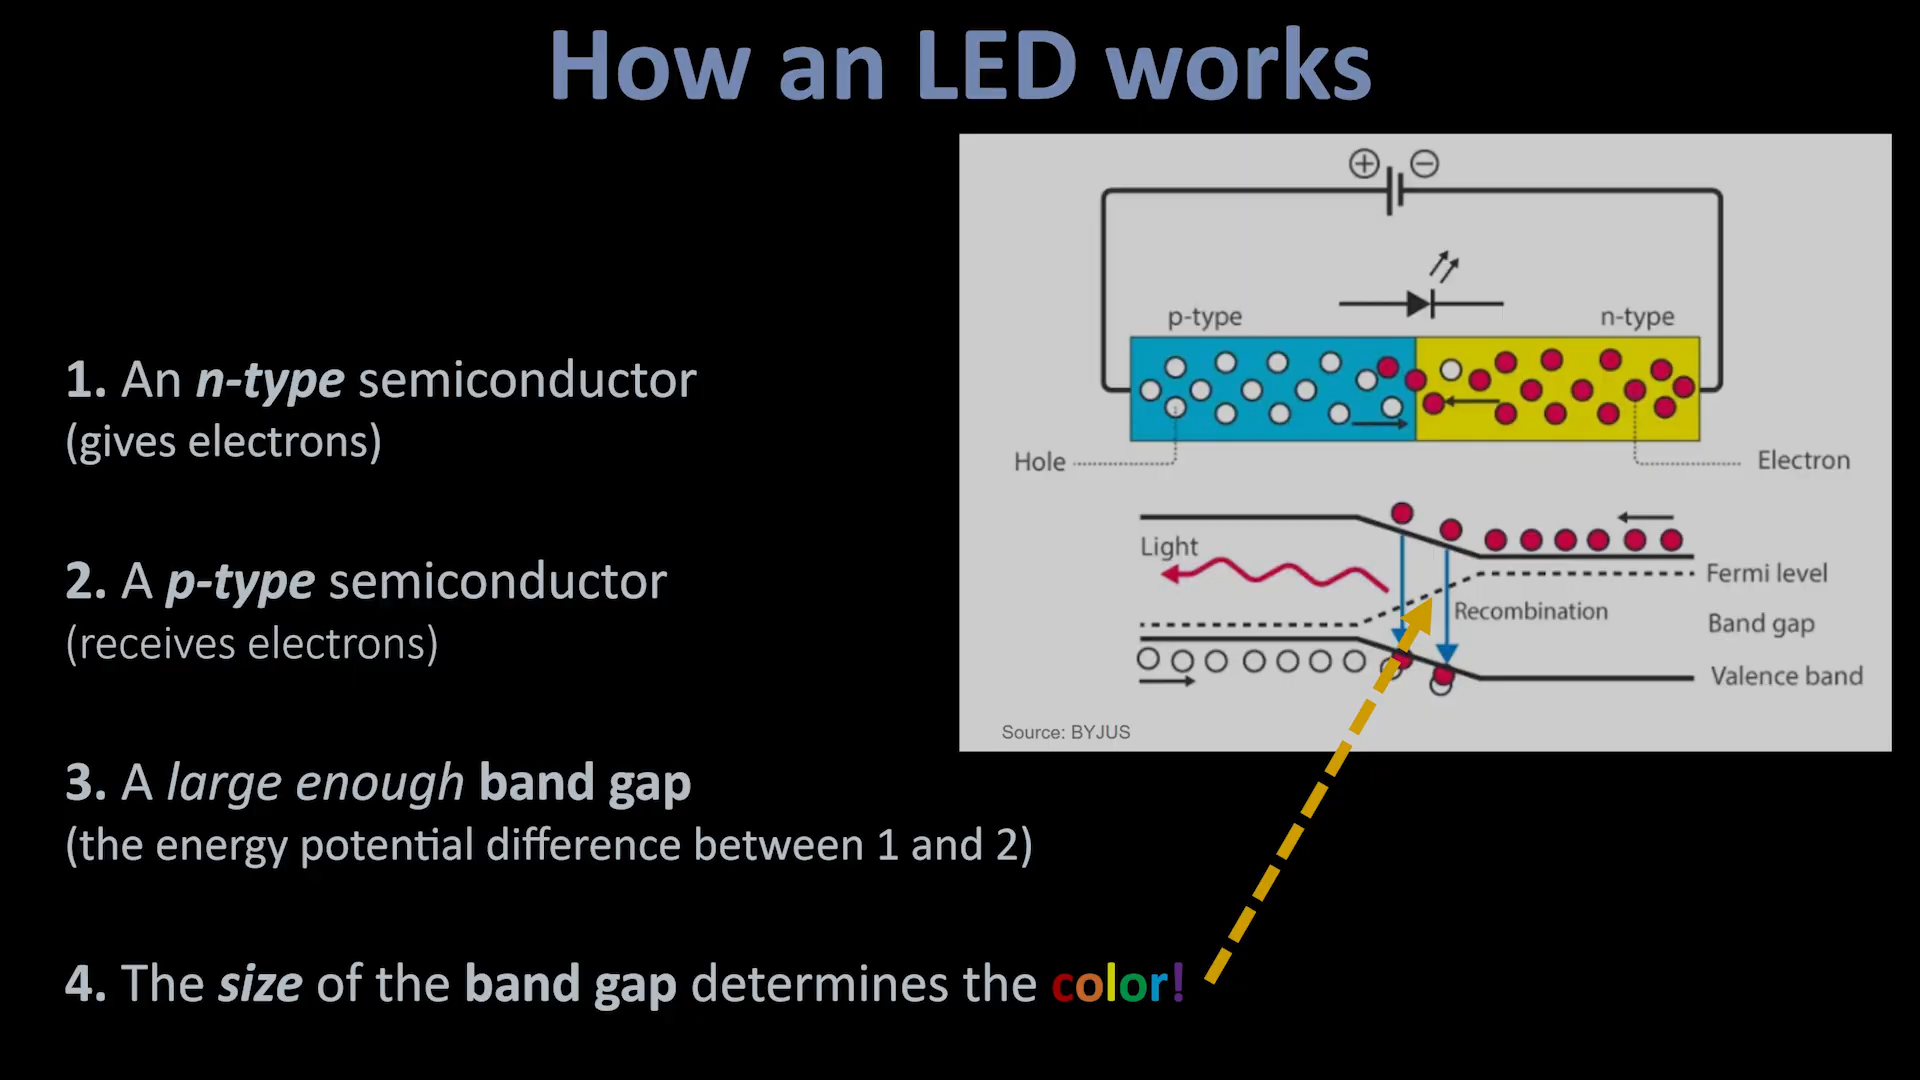 How an LED works
1. An n-type semiconductor
(gives electrons)
2. A p-type semiconductor
(receives electrons)
3. A large enough band gap
(the energy potential difference between 1 and 2)
4. The size of the band gap determines the color!
+ −
p-type n-type
Hole Electron
Light
Fermi level
Recombination
Band gap
Valence band
Source: BYJUS